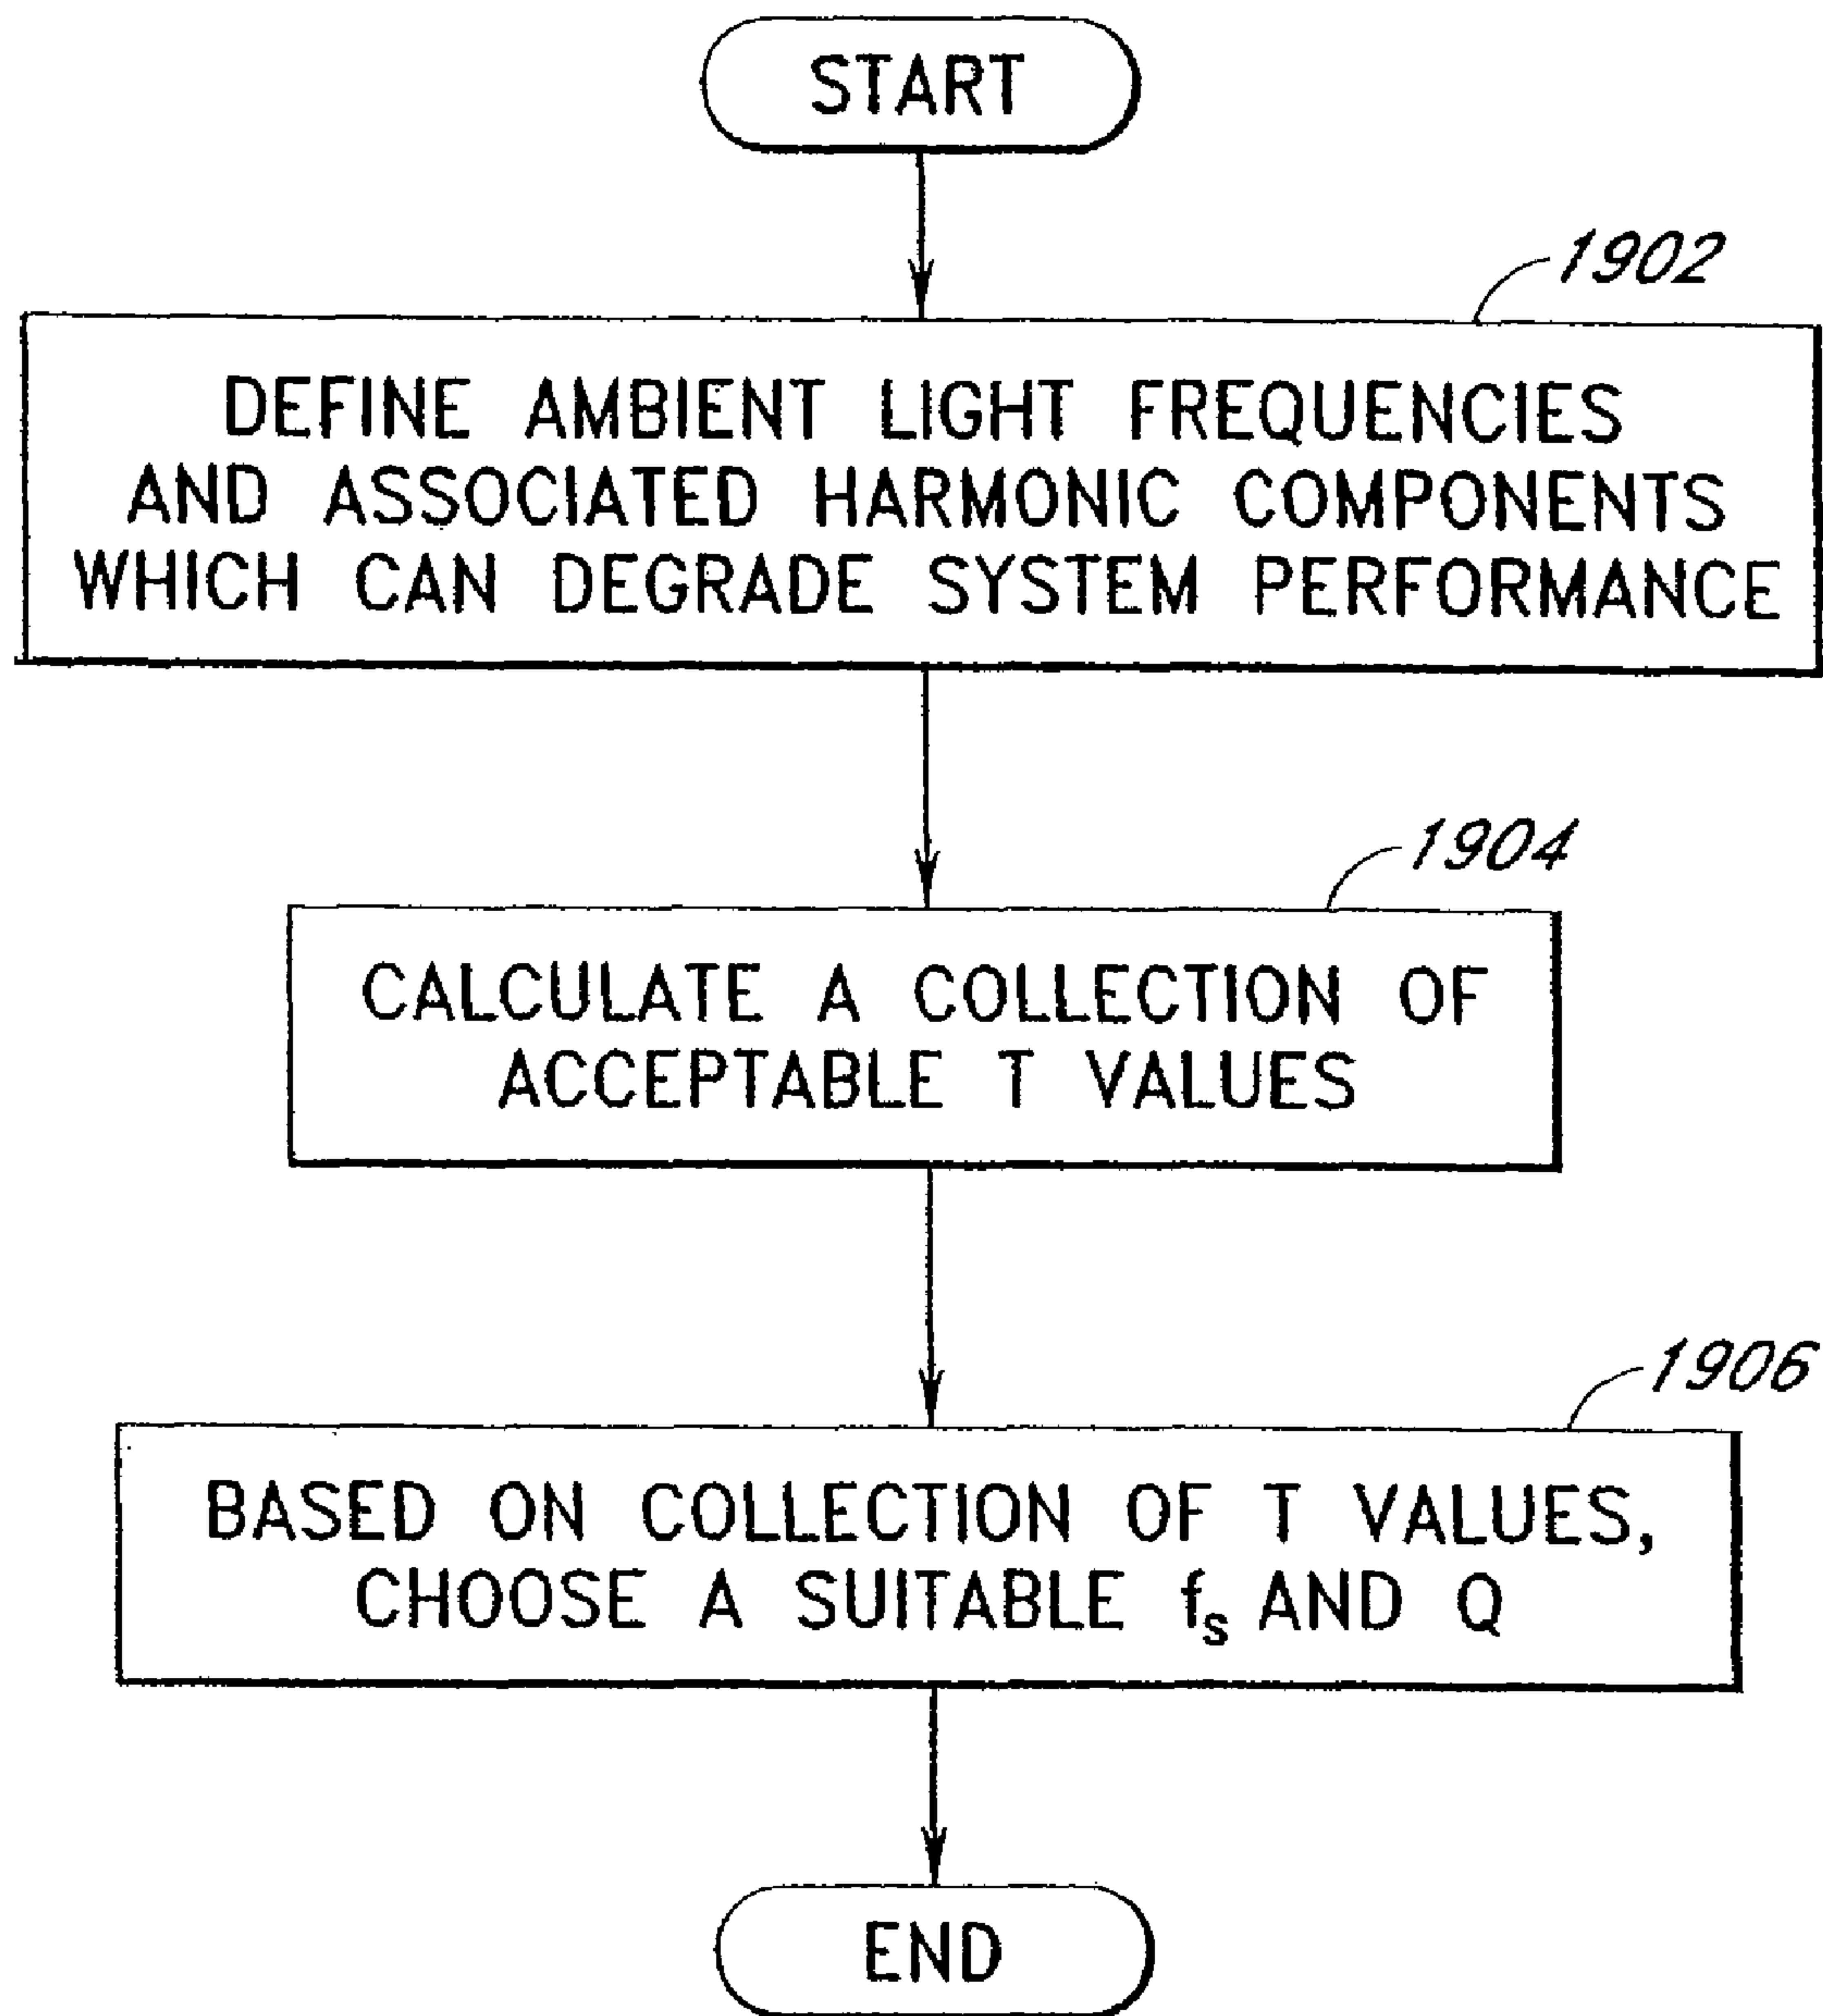 START
1902
DEFINE AMBIENT LIGHT FREQUENCIES
AND ASSOCIATED HARMONIC COMPONENTS
WHICH CAN DEGRADE SYSTEM PERFORMANCE
1904
CALCULATE A COLLECTION OF
ACCEPTABLE T VALUES
1906
BASED ON COLLECTION OF T VALUES,
CHOOSE A SUITABLE fₛ AND Q
END